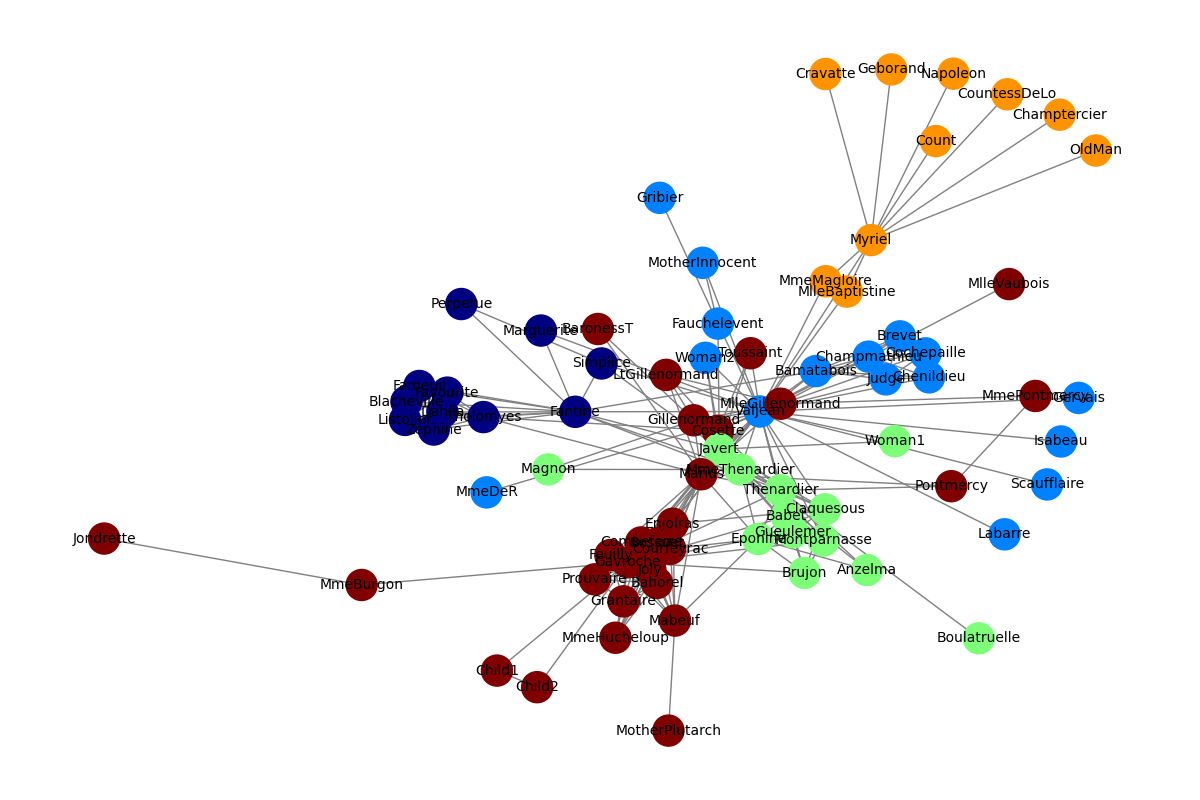 Cravatte
Geborand
Napoleon
CountessDeLo
Champtercier
Count
OldMan
Gribier
Myriel
MotherInnocent
MmeMagloire
MlleBaptistine
MlleVaubois
Perpetue
Marguerite
BaronessT
Fauchelevent
Brevet
Woman2
Toussaint
Champmathieu
Cochepaille
Simplice
LtGillenormand
Bamatabois
Judge
Chenildieu
Fameuil
Favourite
Blacheville
MmePontmercy
Gervais
Listolier
Tholomyes
Fantine
MlleGillenormand
Valjean
Gillenormand
Zephine
Cosette
Woman1
Isabeau
Javert
Magnon
MmeThenardier
Marius
MmeDeR
Thenardier
Pontmercy
Scaufflaire
Claquesous
Babet
Enjolras
Gueulemer
Labarre
Jondrette
Eponine
Montparnasse
Courfeyrac
Feuilly
Gavroche
Joly
Brujon
Anzelma
MmeBurgon
Prouvaire
Bahorel
Grantaire
Mabeuf
MmeHucheloup
Boulatruelle
Child1
Child2
MotherPlutarch